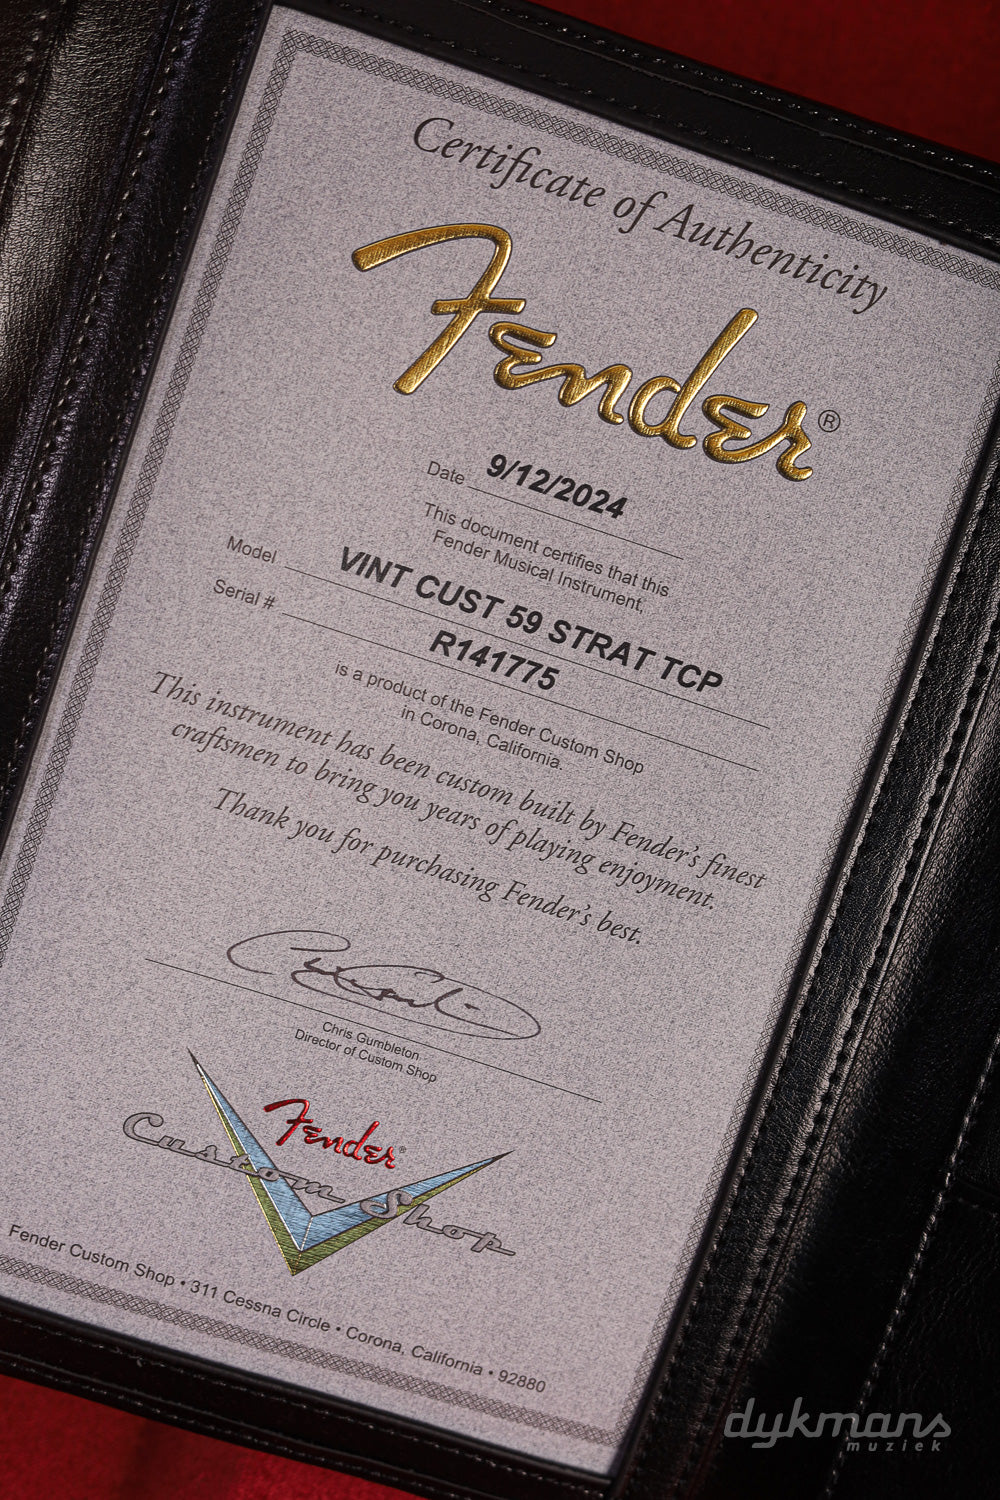 Certificate of Authenticity
Fender®
Date 9/12/2024
This document certifies that this
Fender Musical Instrument,
Model VINT CUST 59 STRAT TCP
Serial # R141775
is a product of the Fender Custom Shop
in Corona, California.
This instrument has been custom built by Fender's finest
craftsmen to bring you years of playing enjoyment.
Thank you for purchasing Fender's best.
Chris Gumbleton
Director of Custom Shop
Fender®
Custom Shop
Fender Custom Shop • 311 Cessna Circle • Corona, California • 92880
dykmans
muziek